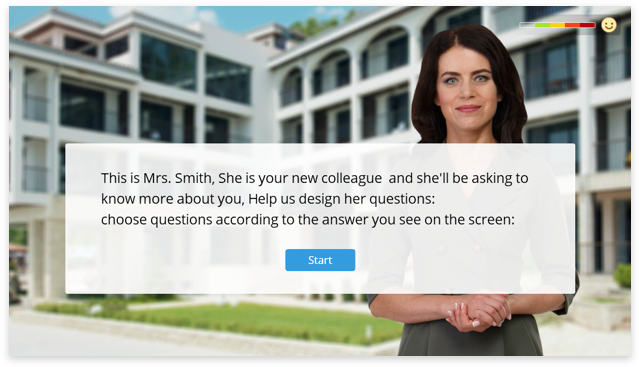 This is Mrs. Smith, She is your new colleague  and she'll be asking to
know more about you, Help us design her questions:
choose questions according to the answer you see on the screen:
Start